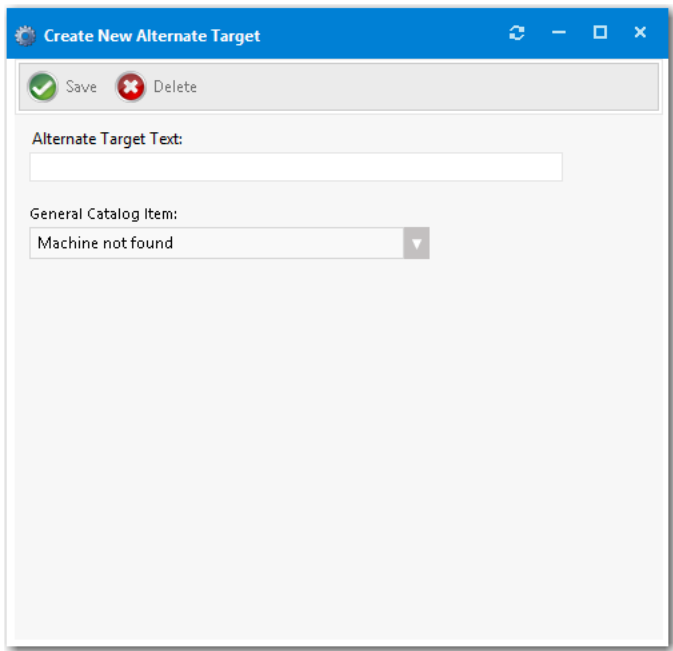 Create New Alternate Target
Save Delete
Alternate Target Text:
General Catalog Item:
Machine not found